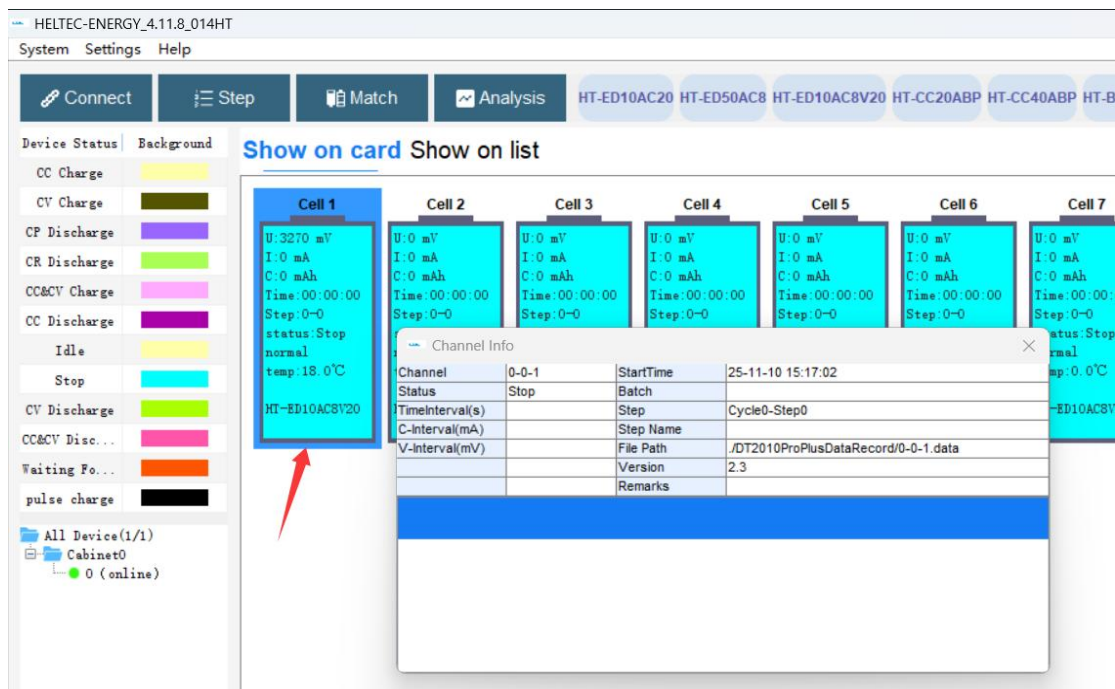 HELTEC-ENERGY_4.11.8_014HT
System Settings Help
Connect Step Match Analysis HT-ED10AC20 HT-ED50AC8 HT-ED10AC8V20 HT-CC20ABP HT-CC40ABP HT-B
Device Status Background
CC Charge
CV Charge
CP Discharge
CR Discharge
CC&CV Charge
CC Discharge
Idle
Stop
CV Discharge
CC&CV Disc...
Waiting Fo...
pulse charge
All Device(1/1)
Cabinet0
0 (online)
Show on card Show on list
Cell 1
U:3270 mV
I:0 mA
C:0 mAh
Time:00:00:00
Step:0-0
status:Stop
normal
temp:18.0℃
HT-ED10AC8V20
Cell 2
U:0 mV
I:0 mA
C:0 mAh
Time:00:00:00
Step:0-0
Cell 3
U:0 mV
I:0 mA
C:0 mAh
Time:00:00:00
Step:0-0
Cell 4
U:0 mV
I:0 mA
C:0 mAh
Time:00:00:00
Step:0-0
Cell 5
U:0 mV
I:0 mA
C:0 mAh
Time:00:00:00
Step:0-0
Cell 6
U:0 mV
I:0 mA
C:0 mAh
Time:00:00:00
Step:0-0
Cell 7
U:0 mV
I:0 mA
C:0 mAh
Time:00:00:
Step:0-0
atus:Stop
rmal
mp:0.0℃
-ED10AC8V
Channel Info
Channel 0-0-1 StartTime 25-11-10 15:17:02
Status Stop Batch
TimeInterval(s) Step Cycle0-Step0
C-Interval(mA) Step Name
V-Interval(mV) File Path ./DT2010ProPlusDataRecord/0-0-1.data
Version 2.3
Remarks